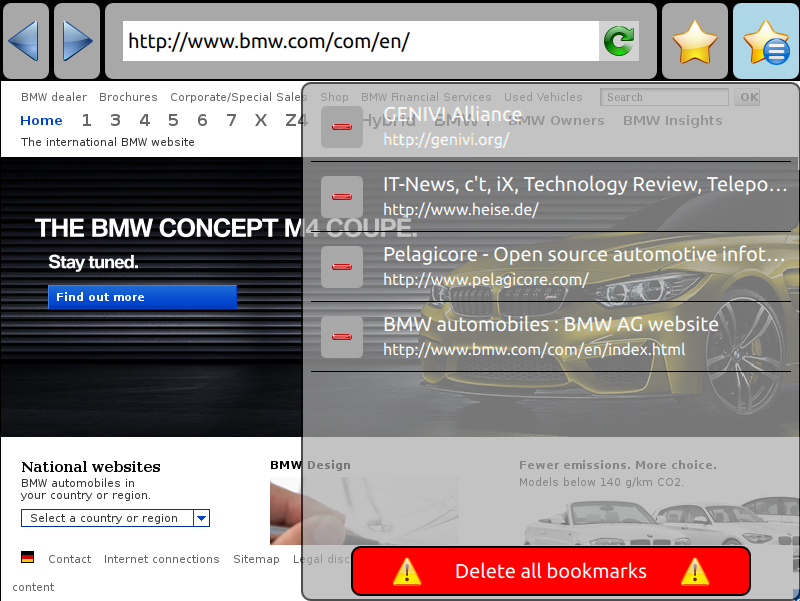 http://www.bmw.com/com/en/
BMW dealer Brochures Corporate/Special Sales Shop BMW Financial Services Used Vehicles Search OK
Home 1 3 4 5 6 7 X Z4 Hybrid BMW i BMW Owners BMW Insights
The international BMW website
GENIVI Alliance
http://genivi.org/
IT-News, c't, iX, Technology Review, Telepo…
http://www.heise.de/
THE BMW CONCEPT M4 COUPE.
Stay tuned.
Find out more
Pelagicore - Open source automotive infot…
http://www.pelagicore.com/
BMW automobiles : BMW AG website
http://www.bmw.com/com/en/index.html
National websites
BMW automobiles in
your country or region.
Select a country or region
BMW Design
Fewer emissions. More choice.
Models below 140 g/km CO2.
Contact Internet connections Sitemap Legal disc
content
Delete all bookmarks